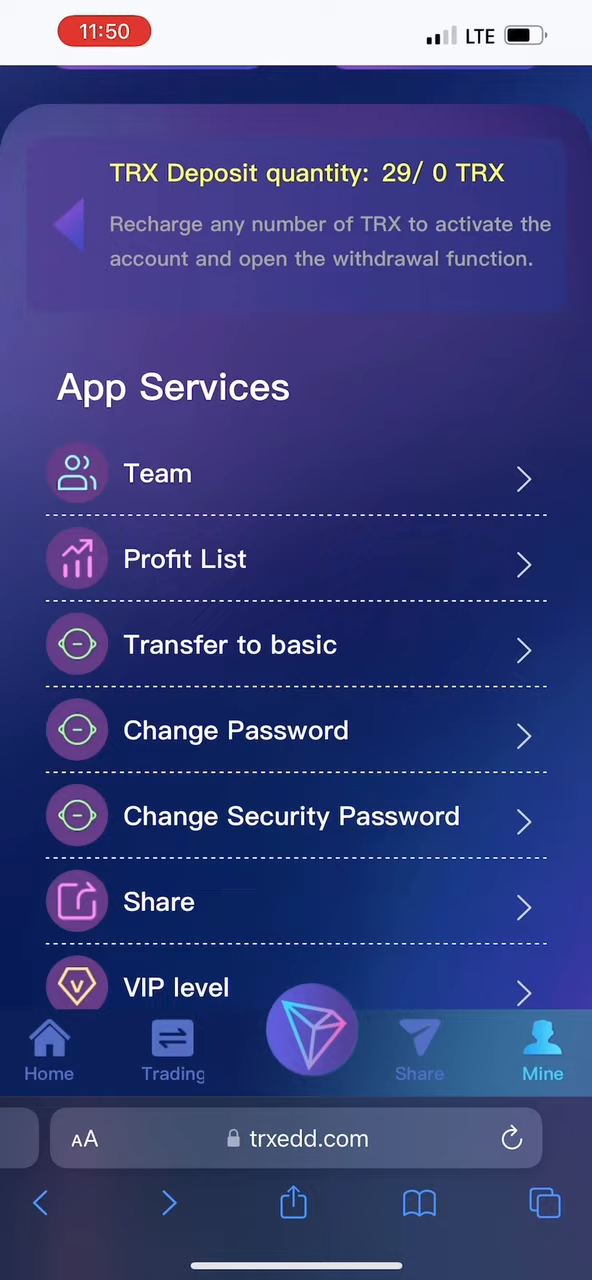 11:50
LTE
TRX Deposit quantity: 29/ 0 TRX
Recharge any number of TRX to activate the
account and open the withdrawal function.
App Services
Team
Profit List
Transfer to basic
Change Password
Change Security Password
Share
VIP level
Home
Trading
Share
Mine
AA
trxedd.com